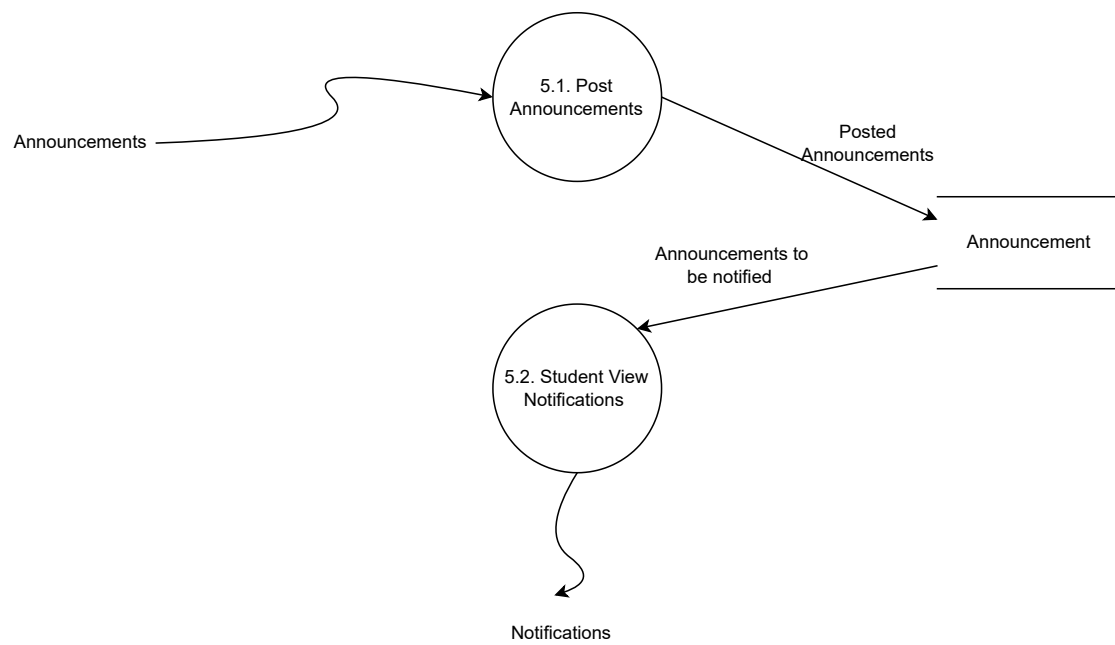 5.1. Post
Announcements
Announcements
Posted
Announcements
Announcement
Announcements to
be notified
5.2. Student View
Notifications
Notifications